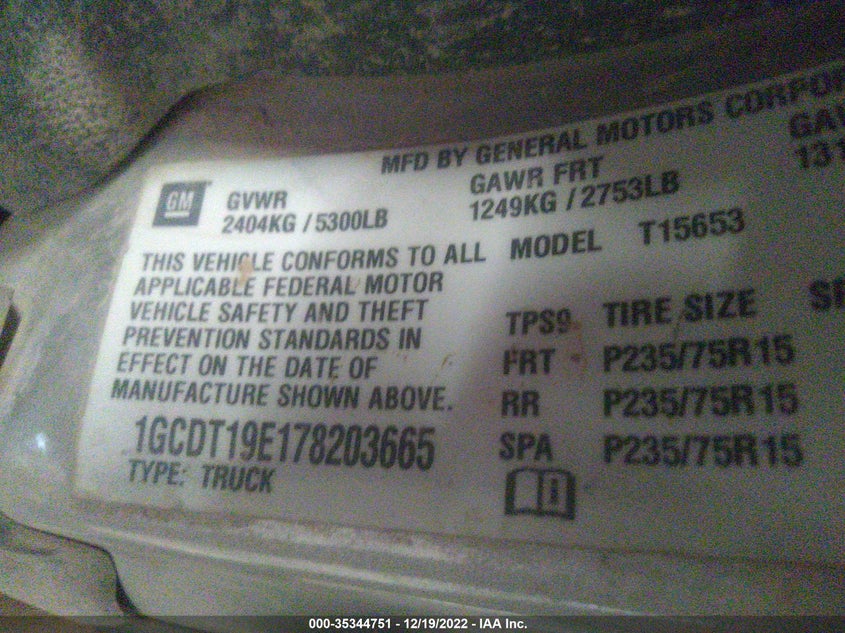 MFD BY GENERAL MOTORS
GM
GVWR
2404KG / 5300LB
GAWR FRT
1249KG / 2753LB
131
THIS VEHICLE CONFORMS TO ALL
APPLICABLE FEDERAL MOTOR
VEHICLE SAFETY AND THEFT
PREVENTION STANDARDS IN
EFFECT ON THE DATE OF
MANUFACTURE SHOWN ABOVE.
1GCDT19E178203665
TYPE: TRUCK
MODEL T15653
TPS9 TIRE SIZE
FRT P235/75R15
RR P235/75R15
SPA P235/75R15
000-35344751 - 12/19/2022 - IAA Inc.